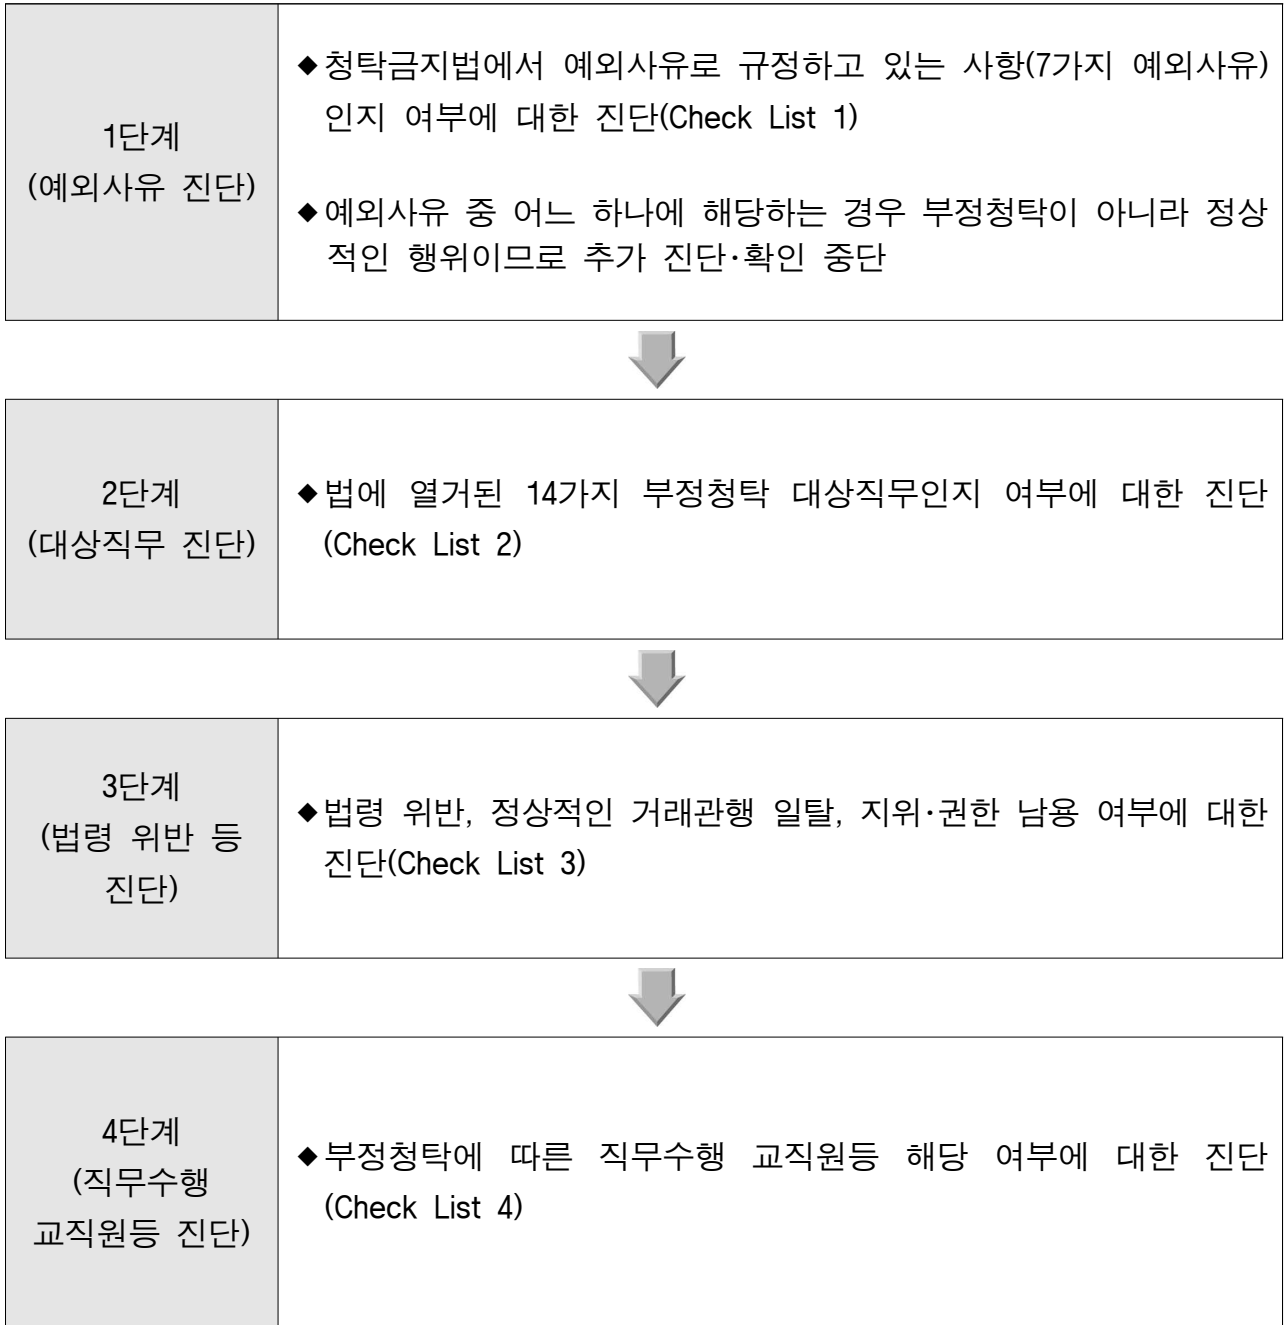 1단계
(예외사유 진단)
◆청탁금지법에서 예외사유로 규정하고 있는 사항(7가지 예외사유)
인지 여부에 대한 진단(Check List 1)
◆예외사유 중 어느 하나에 해당하는 경우 부정청탁이 아니라 정상
적인 행위이므로 추가 진단·확인 중단
2단계
(대상직무 진단)
◆법에 열거된 14가지 부정청탁 대상직무인지 여부에 대한 진단
(Check List 2)
3단계
(법령 위반 등
진단)
◆법령 위반, 정상적인 거래관행 일탈, 지위·권한 남용 여부에 대한
진단(Check List 3)
4단계
(직무수행
교직원등 진단)
◆부정청탁에 따른 직무수행 교직원등 해당 여부에 대한 진단
(Check List 4)